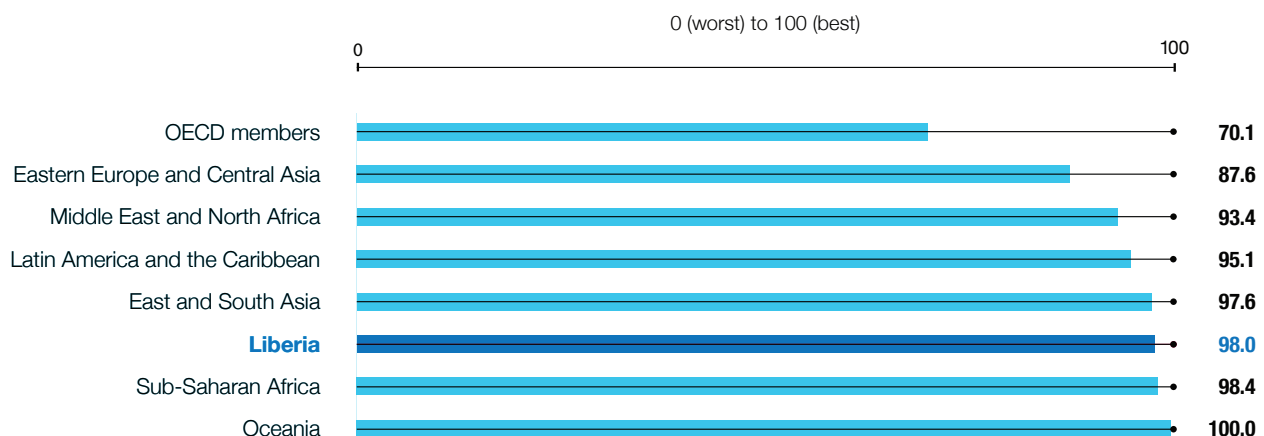 0 (worst) to 100 (best)
0 100
OECD members 70.1
Eastern Europe and Central Asia 87.6
Middle East and North Africa 93.4
Latin America and the Caribbean 95.1
East and South Asia 97.6
Liberia 98.0
Sub-Saharan Africa 98.4
Oceania 100.0